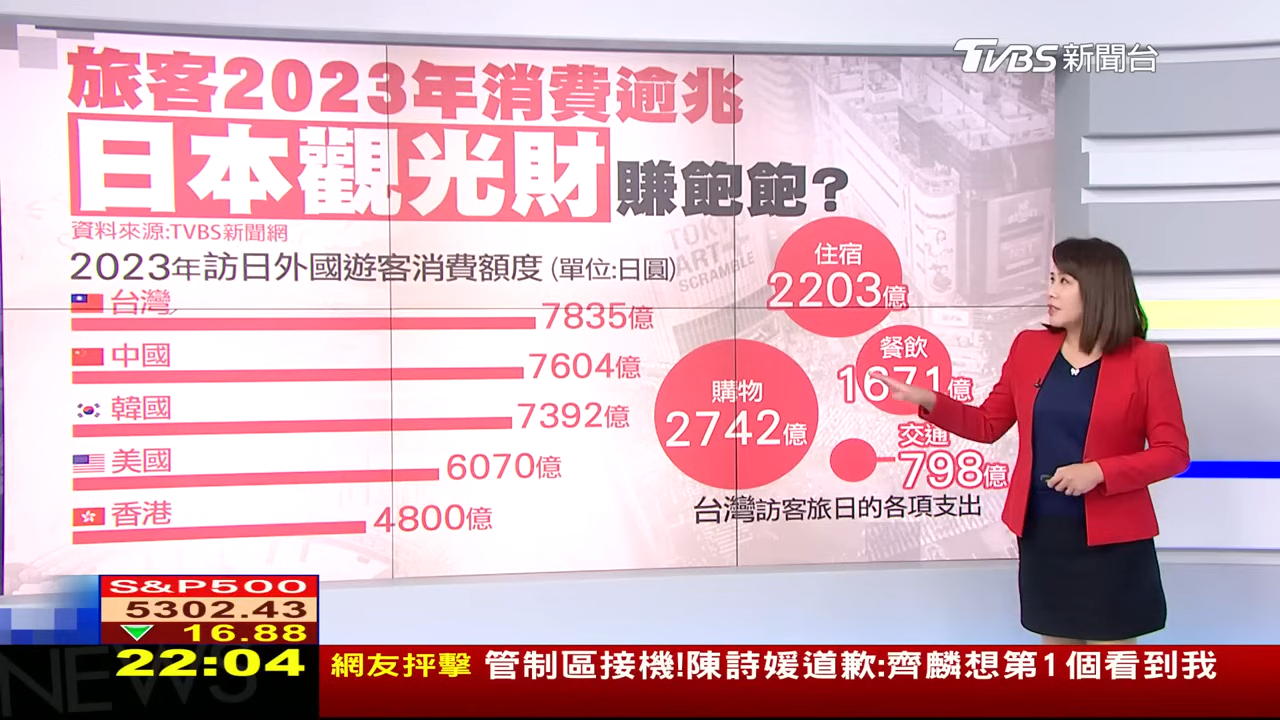 TVBS新聞台
旅客2023年消費逾兆
日本觀光財賺飽飽?
資料來源:TVBS新聞網
2023年訪日外國遊客消費額度(單位:日圓)
台灣
7835億
中國
7604億
韓國
7392億
美國
6070億
香港
4800億
TOKYO
ART
SCRAMBLE
住宿
2203億
餐飲
1671億
購物
2742億
交通
798億
台灣訪客旅日的各項支出
S&P500
5302.43
16.88
22:04
網友抨擊 管制區接機!陳詩媛道歉:齊麟想第1個看到我
NEWS